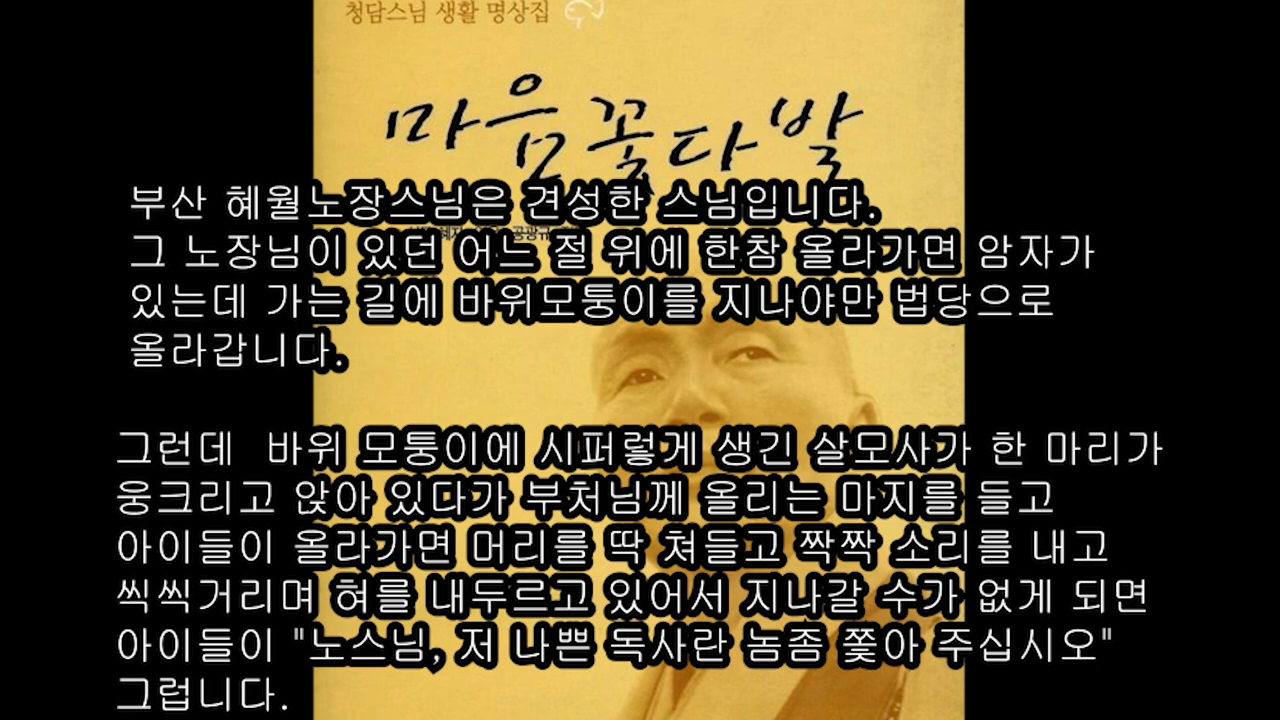 청담스님 생활 명상집
마음꽃다발
부산 혜월노장스님은 견성한 스님입니다.
그 노장님이 있던 어느 절 위에 한참 올라가면 암자가
있는데 가는 길에 바위모퉁이를 지나야만 법당으로
올라갑니다.
그런데 바위 모퉁이에 시퍼렇게 생긴 살모사가 한 마리가
웅크리고 앉아 있다가 부처님께 올리는 마지를 들고
아이들이 올라가면 머리를 딱 쳐들고 짝짝 소리를 내고
씩씩거리며 혀를 내두르고 있어서 지나갈 수가 없게 되면
아이들이 "노스님, 저 나쁜 독사란 놈좀 쫓아 주십시오"
그럽니다.